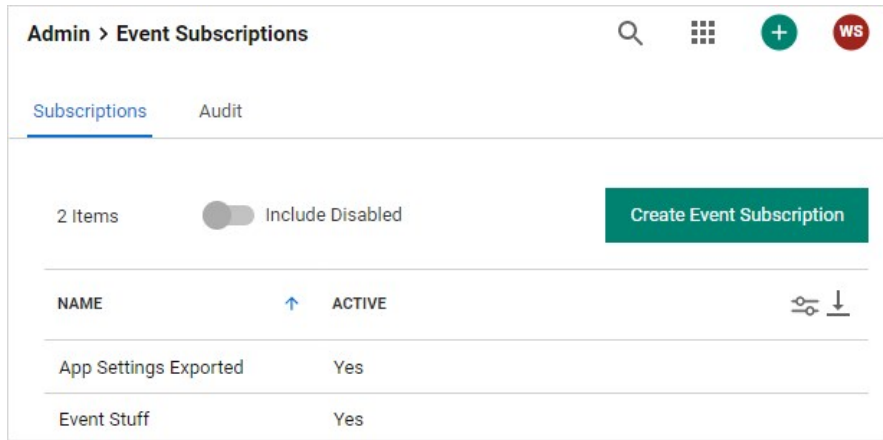 Admin > Event Subscriptions
WS
Subscriptions Audit
2 Items Include Disabled Create Event Subscription
NAME ACTIVE
App Settings Exported Yes
Event Stuff Yes